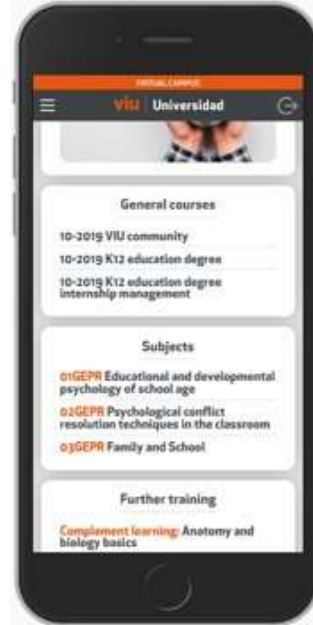 VIRTUAL CAMPUS
viu Universidad
General courses
10-2019 VIU community
10-2019 K12 education degree
10-2019 K12 education degree
internship management
Subjects
01GEPR Educational and developmental
psychology of school age
02GEPR Psychological conflict
resolution techniques in the classroom
03GEPR Family and School
Further training
Complement learning: Anatomy and
biology basics